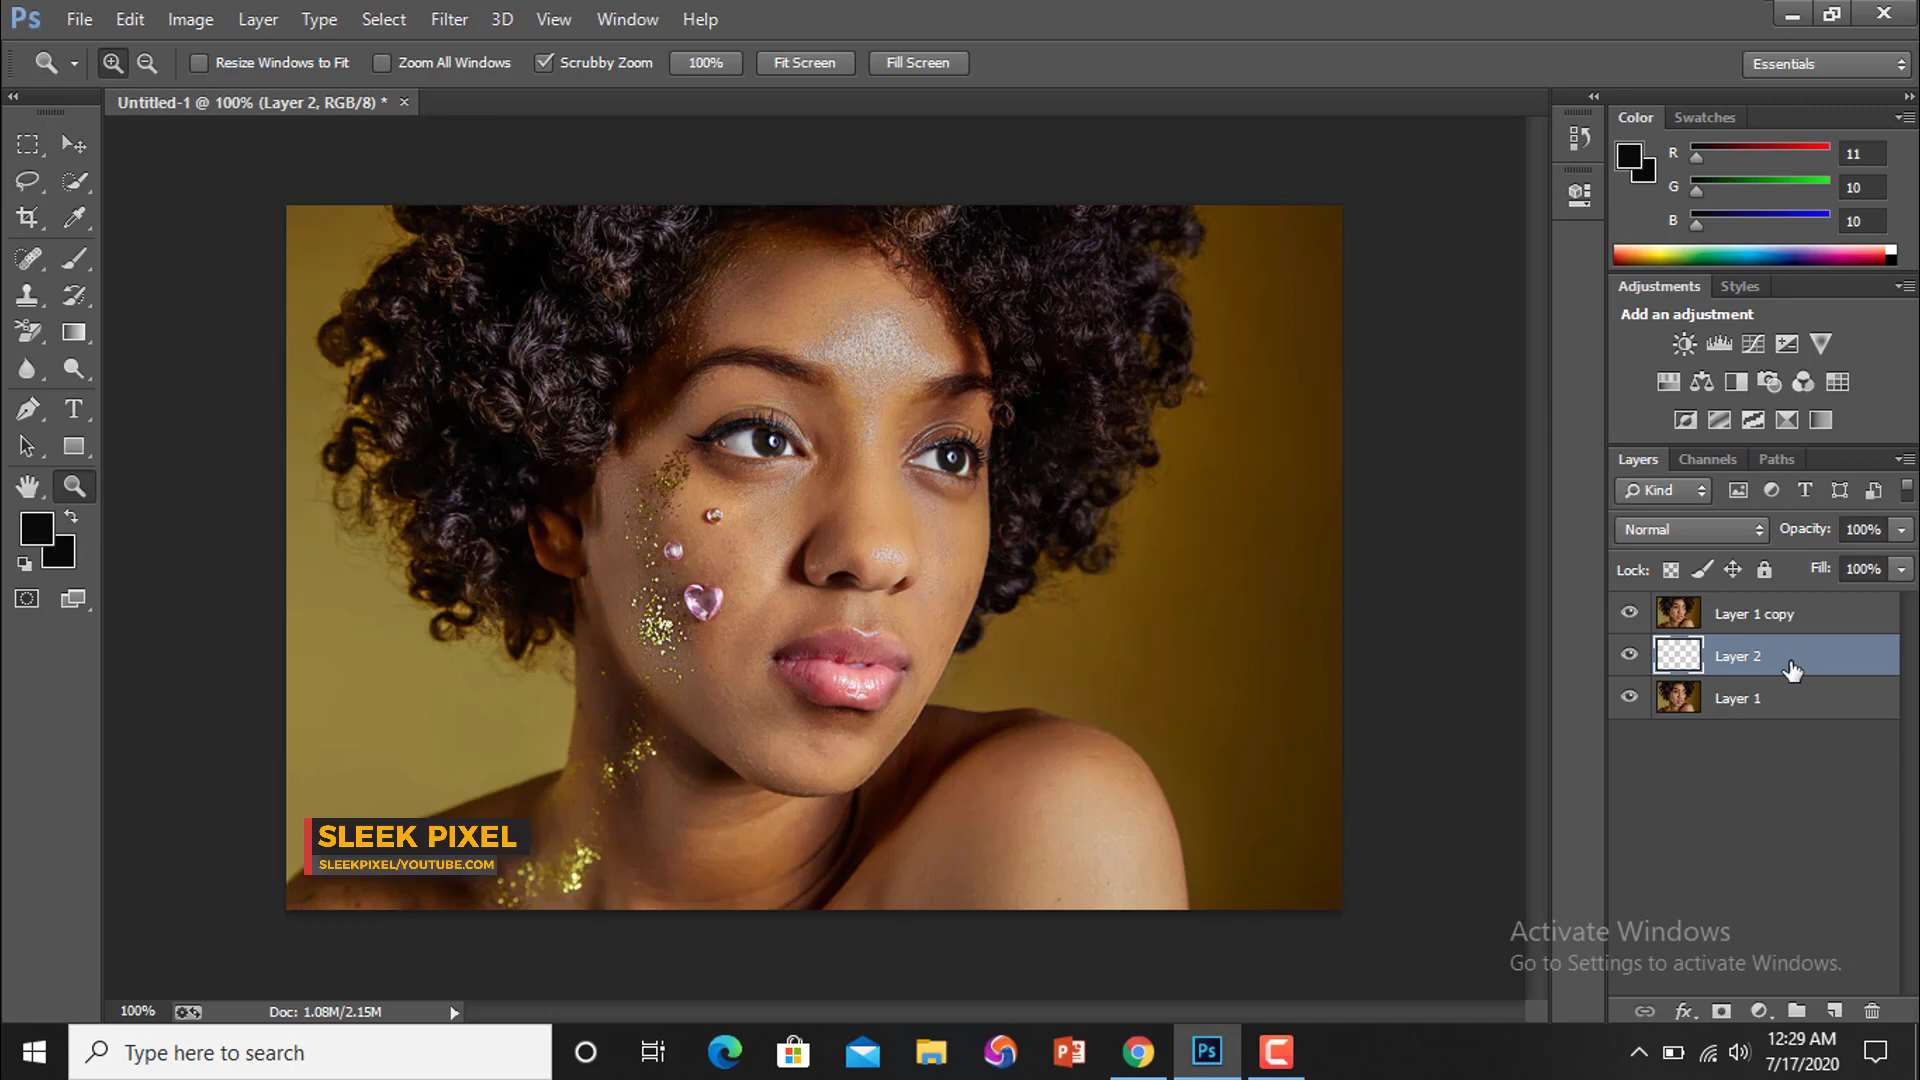 Ps File Edit Image Layer Type Select Filter 3D View Window Help
Resize Windows to Fit Zoom All Windows Scrubby Zoom 100% Fit Screen Fill Screen Essentials
Untitled-1 @ 100% (Layer 2, RGB/8) * ×
Color Swatches
R 11
G 10
B 10
Adjustments Styles
Add an adjustment
Layers Channels Paths
Kind
Normal Opacity: 100%
Lock: Fill: 100%
Layer 1 copy
Layer 2
Layer 1
SLEEK PIXEL
SLEEKPIXEL/YOUTUBE.COM
Activate Windows
Go to Settings to activate Windows.
100% Doc: 1.08M/2.15M
Type here to search
Ps
12:29 AM
7/17/2020